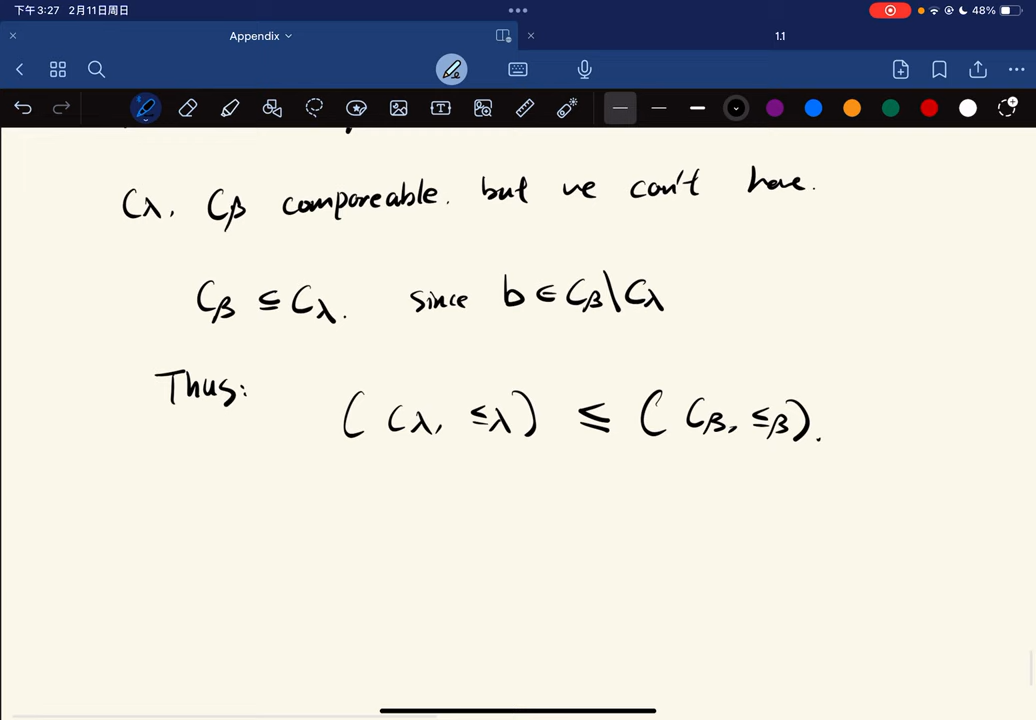 下午3:27 2月11日周日
48%
Appendix
1.1
Cλ, Cβ comporeable. but we can't have.
Cβ ≤ Cλ. since b ∈ Cβ\Cλ
Thus:
(Cλ, ≤λ) ≤ (Cβ, ≤β).